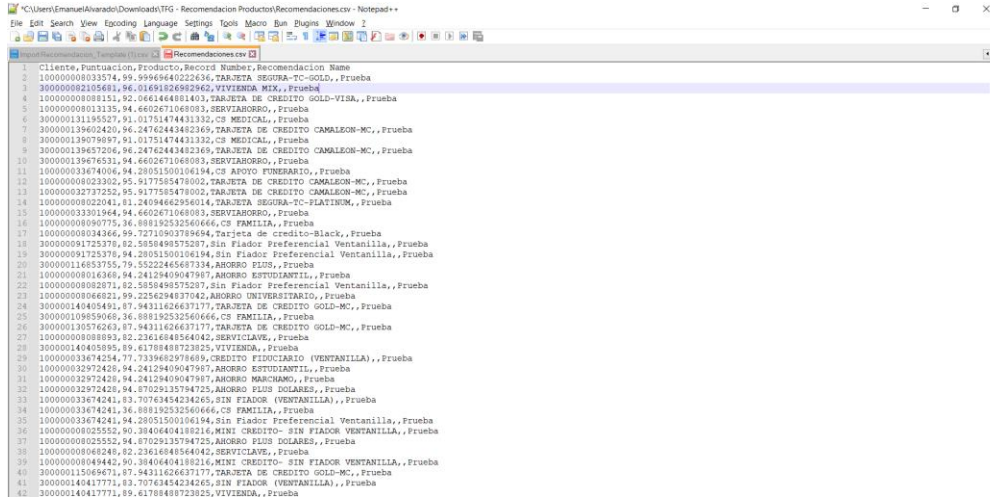 *C:\Users\EmanuelAlvarado\Downloads\TFG - Recomendacion Productos\Recomendaciones.csv - Notepad++
File Edit Search View Encoding Language Settings Tools Macro Run Plugins Window ?
Import Recomendacion_Template (1).csv Recomendaciones.csv
1 Cliente,Puntuacion,Producto,Record Number,Recomendacion Name
2 100000008033574,99.99969640222636,TARJETA SEGURA-TC-GOLD,,Prueba
3 300000082105681,96.01691826982962,VIVIENDA MIX,,Prueba
4 100000008088151,92.0661464881403,TARJETA DE CREDITO GOLD-VISA,,Prueba
5 100000008013135,94.6602671068083,SERVIAHORRO,,Prueba
6 300000131195527,91.01751474431332,CS MEDICAL,,Prueba
7 300000139602420,96.24762443482369,TARJETA DE CREDITO CAMALEON-MC,,Prueba
8 300000139079897,91.01751474431332,CS MEDICAL,,Prueba
9 300000139657206,96.24762443482369,TARJETA DE CREDITO CAMALEON-MC,,Prueba
10 300000139676531,94.6602671068083,SERVIAHORRO,,Prueba
11 100000033674006,94.28051500106194,CS APOYO FUNERARIO,,Prueba
12 100000008023302,95.9177585478002,TARJETA DE CREDITO CAMALEON-MC,,Prueba
13 100000032737252,95.9177585478002,TARJETA DE CREDITO CAMALEON-MC,,Prueba
14 100000008022041,81.24094662956014,TARJETA SEGURA-TC-PLATINUM,,Prueba
15 100000033301964,94.6602671068083,SERVIAHORRO,,Prueba
16 100000008090775,36.888192532560666,CS FAMILIA,,Prueba
17 100000008034366,99.72710903789694,Tarjeta de credito-Black,,Prueba
18 300000091725378,82.5858498575287,Sin Fiador Preferencial Ventanilla,,Prueba
19 300000091725378,94.28051500106194,Sin Fiador Preferencial Ventanilla,,Prueba
20 300000116853755,79.55222465687334,AHORRO PLUS,,Prueba
21 100000008016368,94.24129409047987,AHORRO ESTUDIANTIL,,Prueba
22 100000008082871,82.5858498575287,Sin Fiador Preferencial Ventanilla,,Prueba
23 100000008066821,99.2256294837042,AHORRO UNIVERSITARIO,,Prueba
24 300000140405491,87.94311626637177,TARJETA DE CREDITO GOLD-MC,,Prueba
25 300000109859068,36.888192532560666,CS FAMILIA,,Prueba
26 300000130576263,87.94311626637177,TARJETA DE CREDITO GOLD-MC,,Prueba
27 100000008088893,82.23616848564042,SERVICLAVE,,Prueba
28 300000140405895,89.61788488723825,VIVIENDA,,Prueba
29 100000033674254,77.7339682978689,CREDITO FIDUCIARIO (VENTANILLA),,Prueba
30 100000032972428,94.24129409047987,AHORRO ESTUDIANTIL,,Prueba
31 100000032972428,94.24129409047987,AHORRO MARCHAMO,,Prueba
32 100000032972428,94.87029135794725,AHORRO PLUS DOLARES,,Prueba
33 100000033674241,83.70763454234265,SIN FIADOR (VENTANILLA),,Prueba
34 100000033674241,36.888192532560666,CS FAMILIA,,Prueba
35 100000033674241,94.28051500106194,Sin Fiador Preferencial Ventanilla,,Prueba
36 100000008025552,90.38406404188216,MINI CREDITO- SIN FIADOR VENTANILLA,,Prueba
37 100000008025552,94.87029135794725,AHORRO PLUS DOLARES,,Prueba
38 100000008068248,82.23616848564042,SERVICLAVE,,Prueba
39 100000008049442,90.38406404188216,MINI CREDITO- SIN FIADOR VENTANILLA,,Prueba
40 300000115069671,87.94311626637177,TARJETA DE CREDITO GOLD-MC,,Prueba
41 300000140417771,83.70763454234265,SIN FIADOR (VENTANILLA),,Prueba
42 300000140417771,89.61788488723825,VIVIENDA,,Prueba